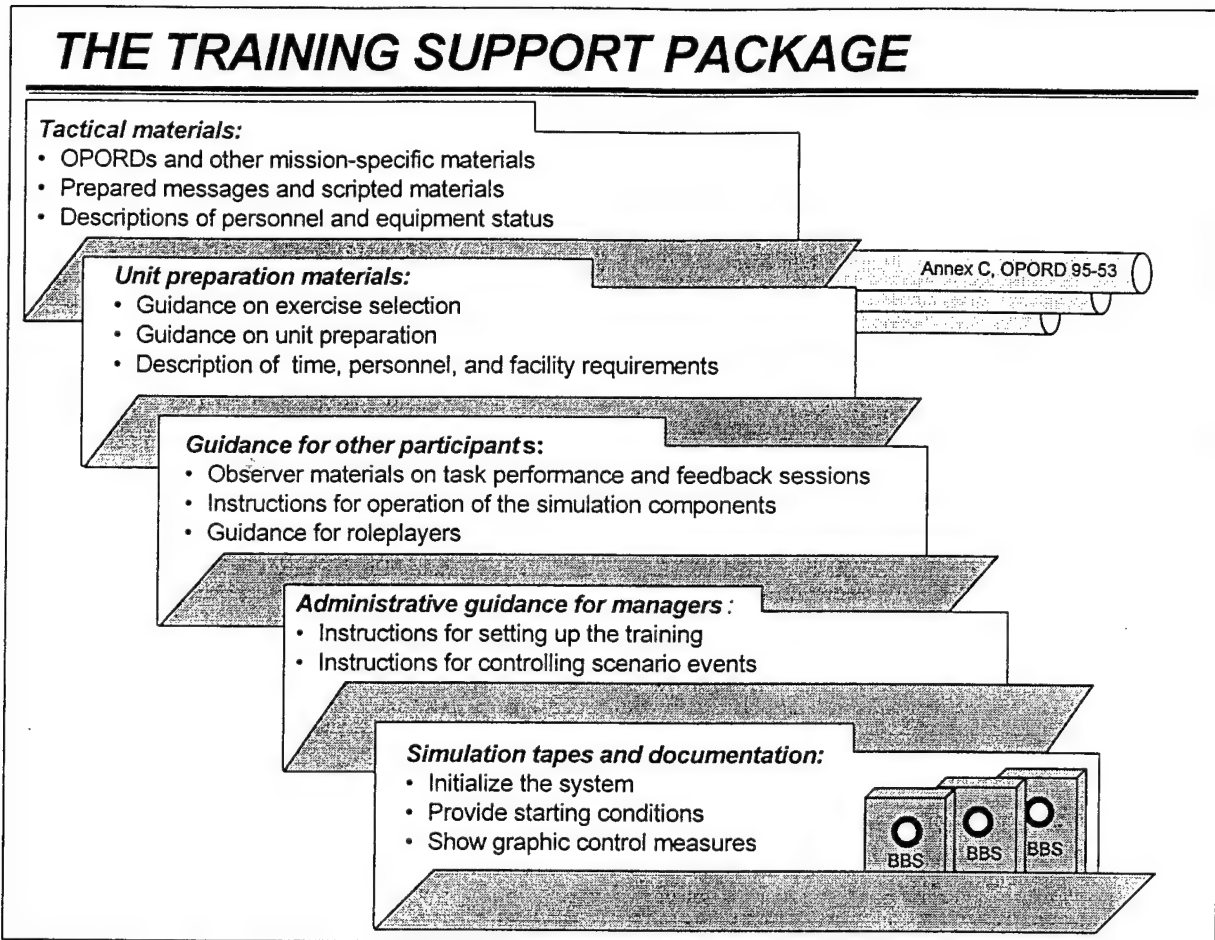 THE TRAINING SUPPORT PACKAGE
Tactical materials:
• OPORDs and other mission-specific materials
• Prepared messages and scripted materials
• Descriptions of personnel and equipment status
Annex C, OPORD 95-53
Unit preparation materials:
• Guidance on exercise selection
• Guidance on unit preparation
• Description of time, personnel, and facility requirements
Guidance for other participants:
• Observer materials on task performance and feedback sessions
• Instructions for operation of the simulation components
• Guidance for roleplayers
Administrative guidance for managers :
• Instructions for setting up the training
• Instructions for controlling scenario events
Simulation tapes and documentation:
• Initialize the system
• Provide starting conditions
• Show graphic control measures
BBS BBS BBS